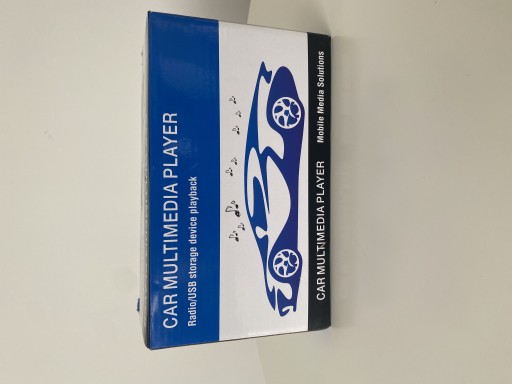 CAR MULTIMEDIA PLAYER
Radio/USB storage device playback
CAR MULTIMEDIA PLAYER
Mobile Media Solutions